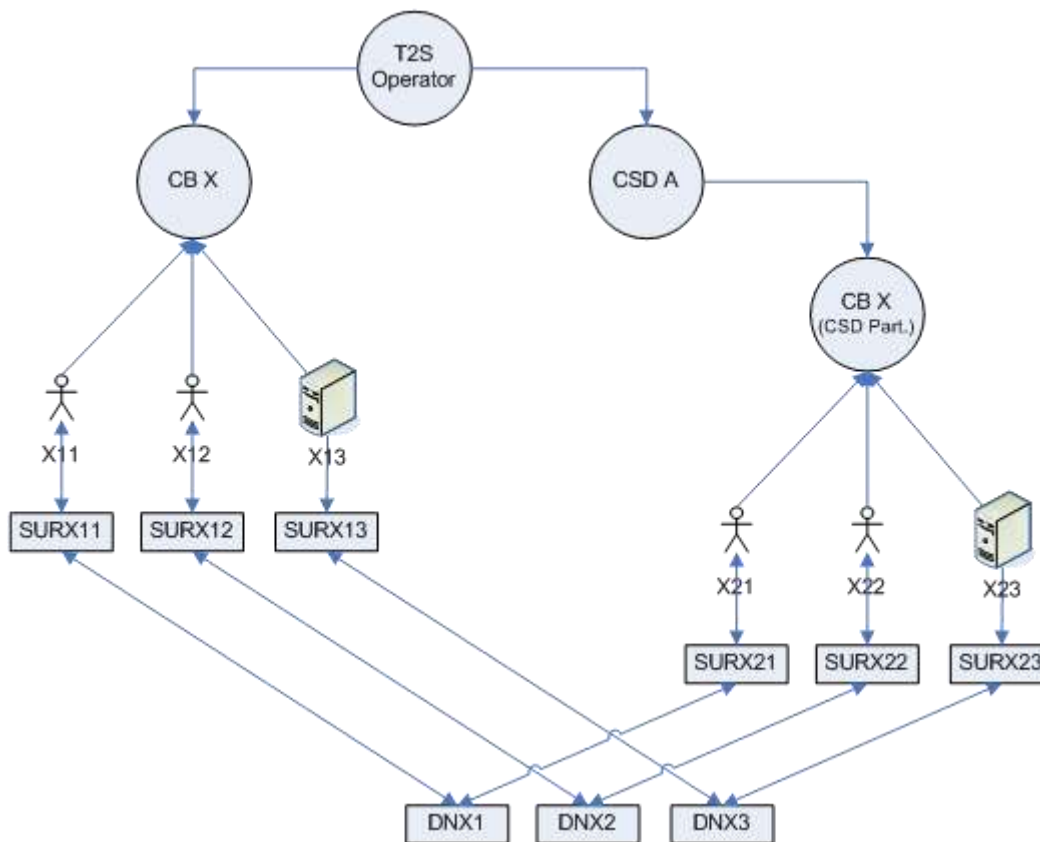 T2S
Operator
CB X
CSD A
CB X
(CSD Part.)
X11
X12
X13
SURX11
SURX12
SURX13
X21
X22
X23
SURX21
SURX22
SURX23
DNX1
DNX2
DNX3